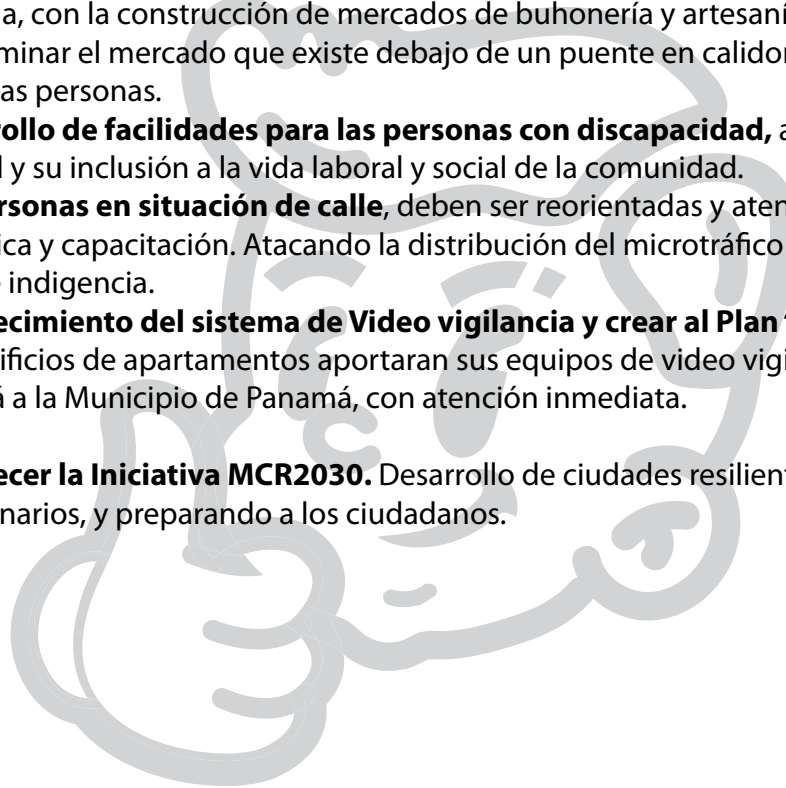 a, con la construcción de mercados de buhonería y artesaní
minar el mercado que existe debajo de un puente en calidon
as personas.
rollo de facilidades para las personas con discapacidad, a
l y su inclusión a la vida laboral y social de la comunidad.
ersonas en situación de calle, deben ser reorientadas y aten
ica y capacitación. Atacando la distribución del microtráfico
e indigencia.
ecimiento del sistema de Video vigilancia y crear al Plan "
ificios de apartamentos aportaran sus equipos de video vigi
á a la Municipio de Panamá, con atención inmediata.
ecer la Iniciativa MCR2030. Desarrollo de ciudades resilient
narios, y preparando a los ciudadanos.